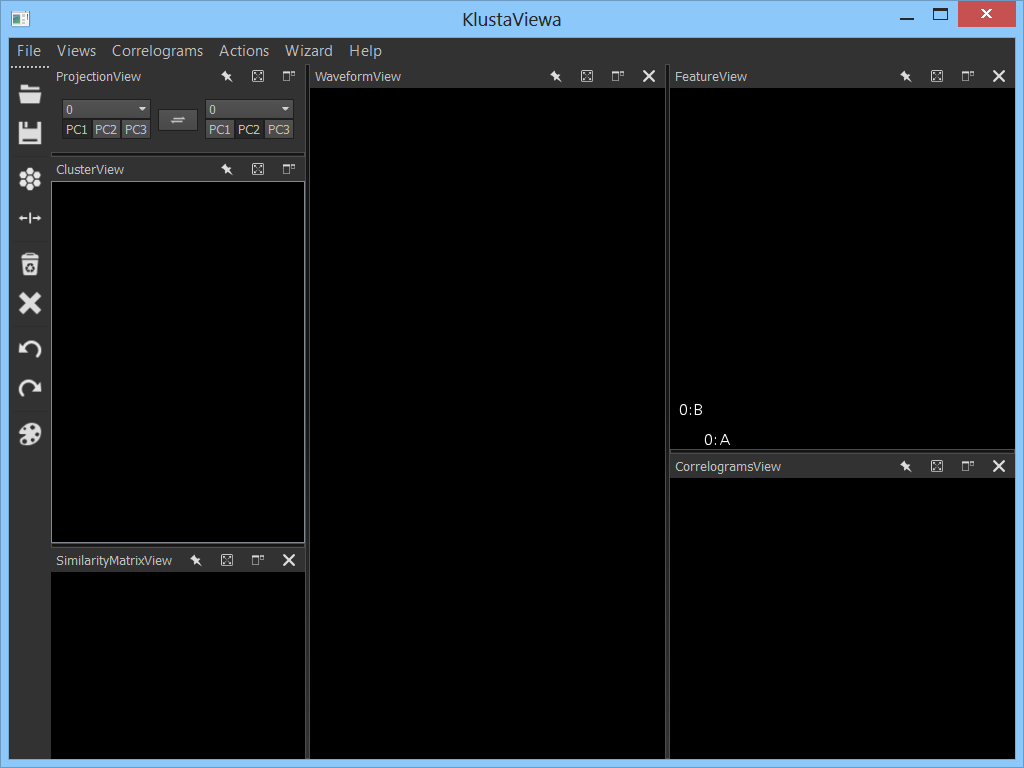 KlustaViewa
File Views Correlograms Actions Wizard Help
ProjectionView
0 0
PC1 PC2 PC3 PC1 PC2 PC3
ClusterView
SimilarityMatrixView
WaveformView
FeatureView
0:B
0:A
CorrelogramsView